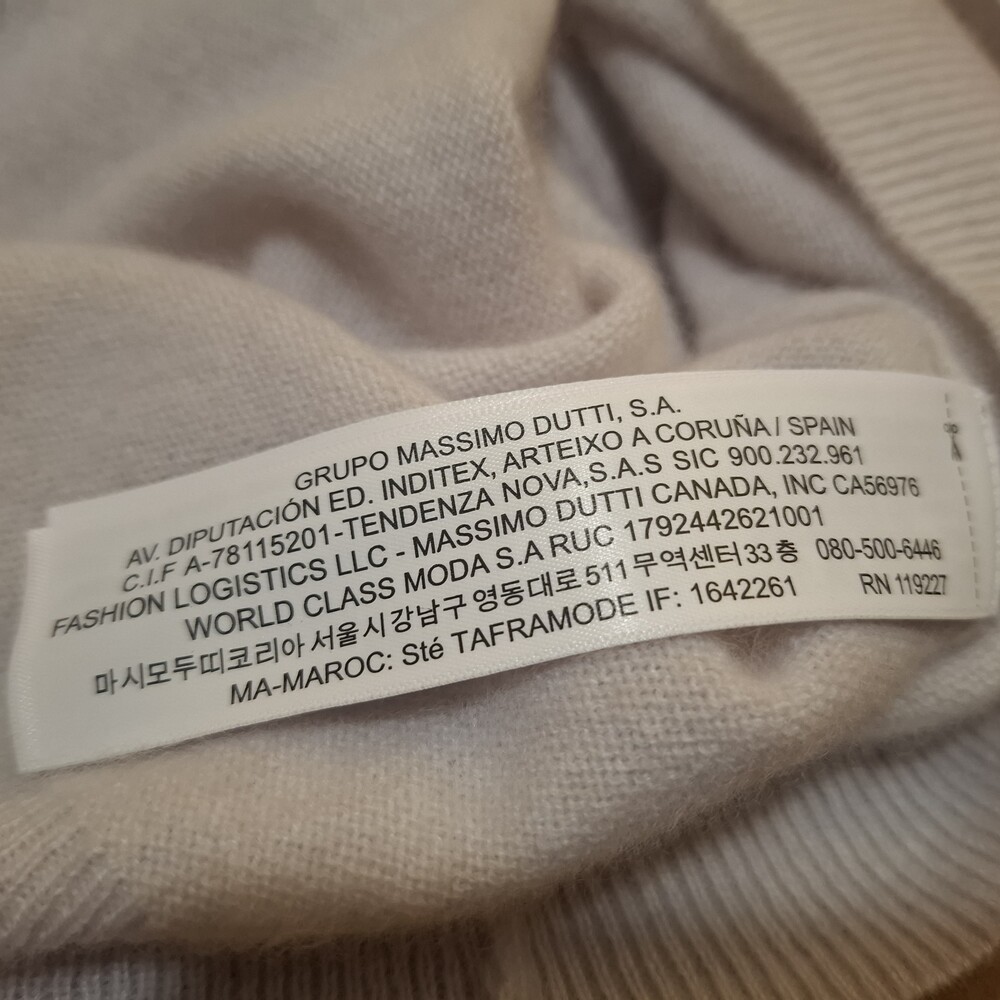 GRUPO MASSIMO DUTTI, S.A.
AV. DIPUTACIÓN ED. INDITEX, ARTEIXO A CORUÑA / SPAIN
C.I.F A-78115201-TENDENZA NOVA,S.A.S SIC 900.232.961
FASHION LOGISTICS LLC - MASSIMO DUTTI CANADA, INC CA56976
WORLD CLASS MODA S.A RUC 1792442621001
마시모두띠코리아 서울시강남구 영동대로 511 무역센터 33 층 080-500-6446
MA-MAROC: Sté TAFRAMODE IF: 1642261 RN 119227